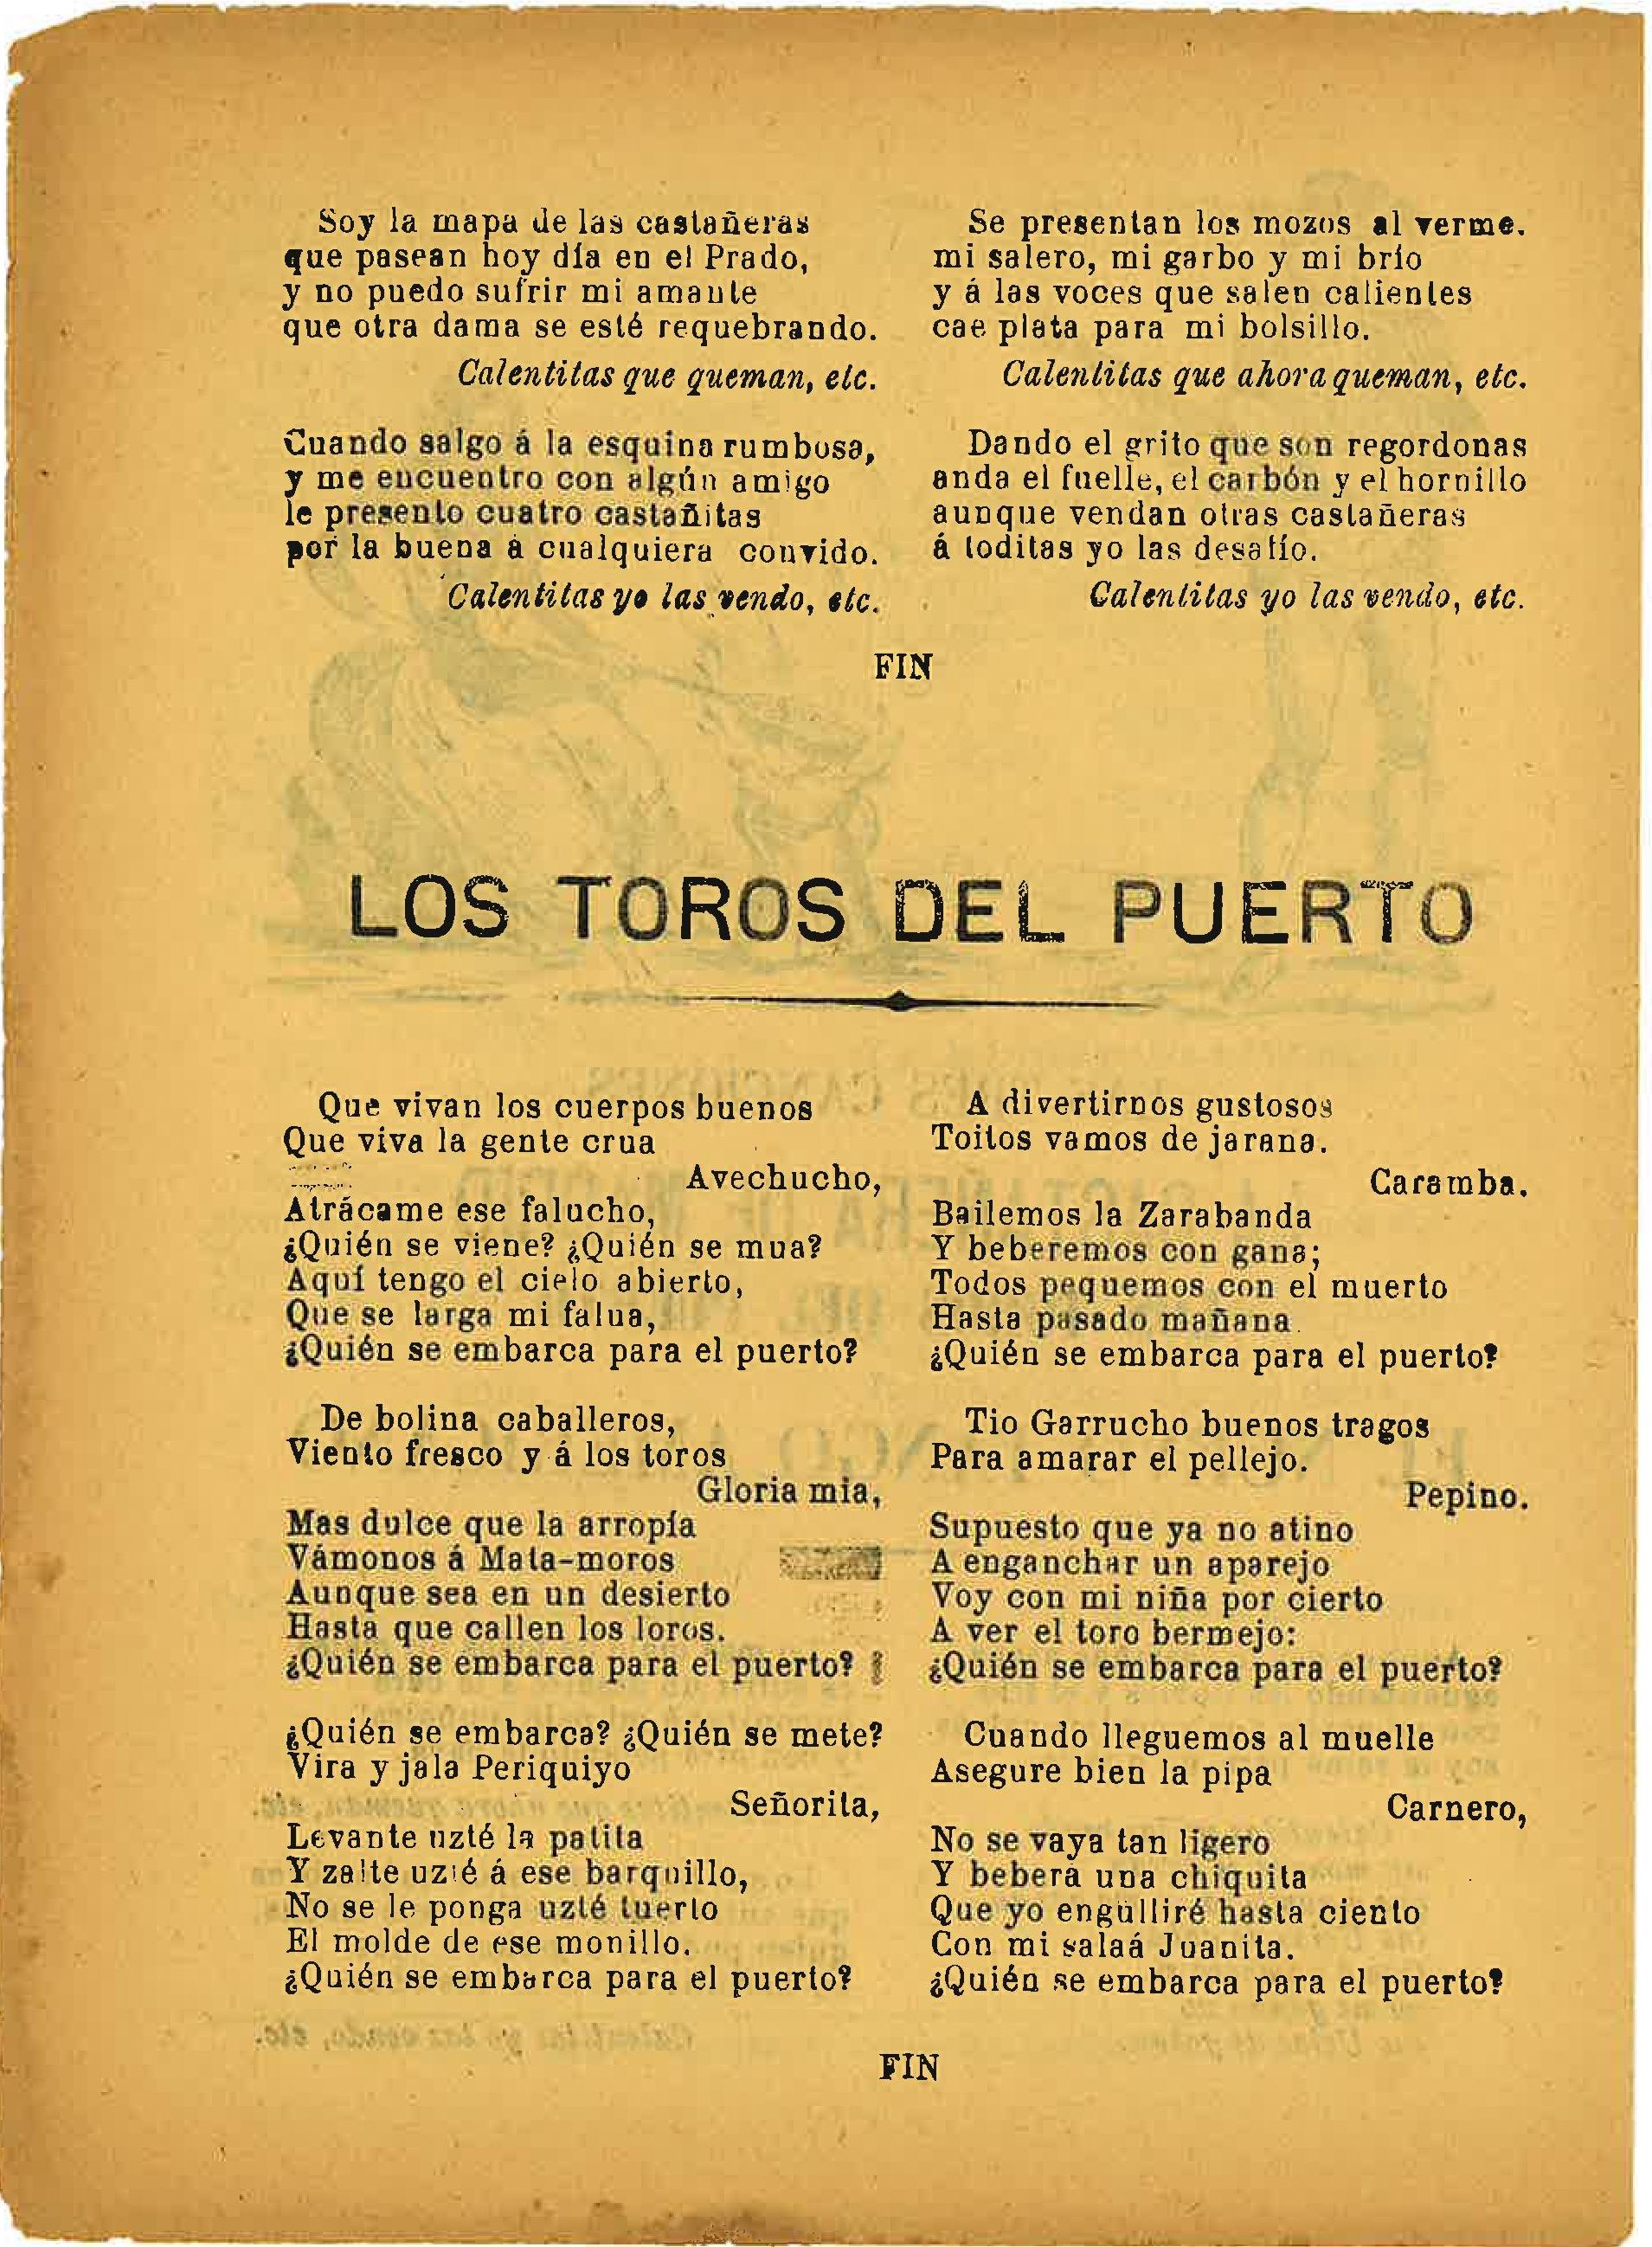 Soy la mapa de las castañeras
que pasean hoy día en el Prado,
y no puedo sufrir mi amante
que otra dama se esté requebrando.
Calentitas que queman, etc.
Cuando salgo á la esquina rumbosa,
y me encuentro con algún amigo
le presento cuatro castañitas
por la buena á cualquiera convido.
Calentitas yo las vendo, etc.
Se presentan los mozos al verme.
mi salero, mi garbo y mi brío
y á las voces que salen calientes
cae plata para mi bolsillo.
Calentitas que ahora queman, etc.
Dando el grito que son regordonas
anda el fuelle, el carbón y el hornillo
aunque vendan otras castañeras
á toditas yo las desafío.
Calentitas yo las vendo, etc.
FIN
LOS TOROS DEL PUERTO
Que vivan los cuerpos buenos
Que viva la gente crua
Avechucho,
Atrácame ese falucho,
¿Quién se viene? ¿Quién se mua?
Aquí tengo el cielo abierto,
Que se larga mi falua,
¿Quién se embarca para el puerto?
De bolina caballeros,
Viento fresco y á los toros
Gloria mia,
Mas dulce que la arropía
Vámonos á Mata-moros
Aunque sea en un desierto
Hasta que callen los loros.
¿Quién se embarca para el puerto?
¿Quién se embarca? ¿Quién se mete?
Vira y jala Periquiyo
Señorita,
Levante uzté la patita
Y zalte uzté á ese barquillo,
No se le ponga uzté tuerto
El molde de ese monillo.
¿Quién se embarca para el puerto?
A divertirnos gustosos
Toitos vamos de jarana.
Caramba.
Bailemos la Zarabanda
Y beberemos con gana;
Todos pequemos con el muerto
Hasta pasado mañana.
¿Quién se embarca para el puerto?
Tio Garrucho buenos tragos
Para amarar el pellejo.
Pepino.
Supuesto que ya no atino
A enganchar un aparejo
Voy con mi niña por cierto
A ver el toro bermejo:
¿Quién se embarca para el puerto?
Cuando lleguemos al muelle
Asegure bien la pipa
Carnero,
No se vaya tan ligero
Y beberá una chiquita
Que yo engulliré hasta ciento
Con mi salaá Juanita.
¿Quién se embarca para el puerto?
FIN